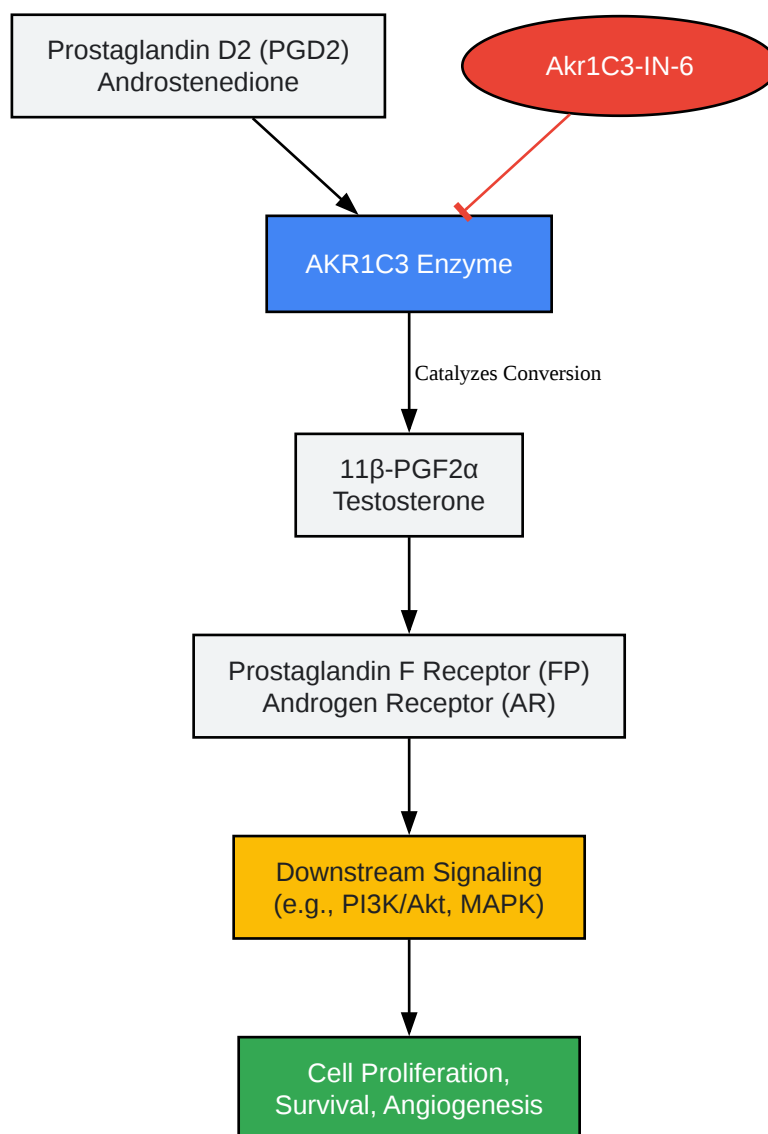 Prostaglandin D2 (PGD2)
Androstenedione
Akr1C3-IN-6
AKR1C3 Enzyme
Catalyzes Conversion
11β-PGF2α
Testosterone
Prostaglandin F Receptor (FP)
Androgen Receptor (AR)
Downstream Signaling
(e.g., PI3K/Akt, MAPK)
Cell Proliferation,
Survival, Angiogenesis